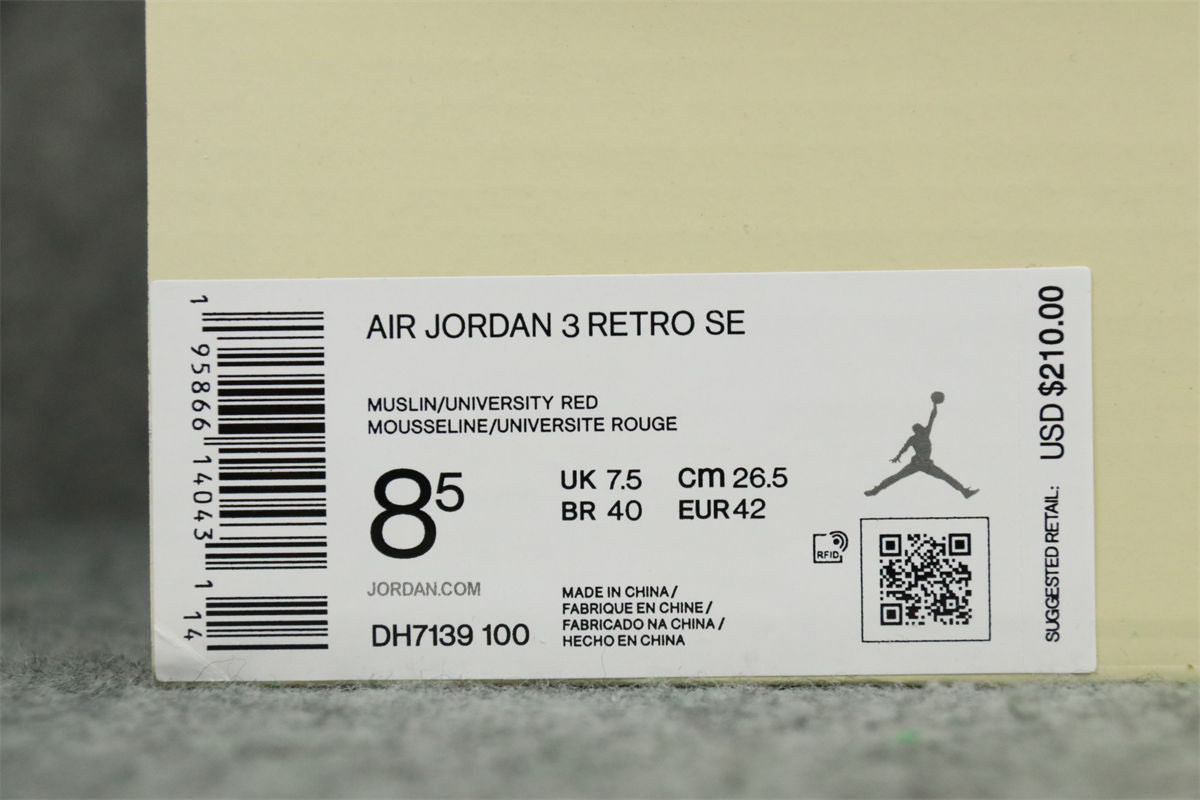 1 95866 14043 1 14
AIR JORDAN 3 RETRO SE
MUSLIN/UNIVERSITY RED
MOUSSELINE/UNIVERSITE ROUGE
8 5
UK 7.5 cm 26.5
BR 40 EUR 42
JORDAN.COM
DH7139 100
MADE IN CHINA /
FABRIQUE EN CHINE /
FABRICADO NA CHINA /
HECHO EN CHINA
RFID
SUGGESTED RETAIL: USD $210.00